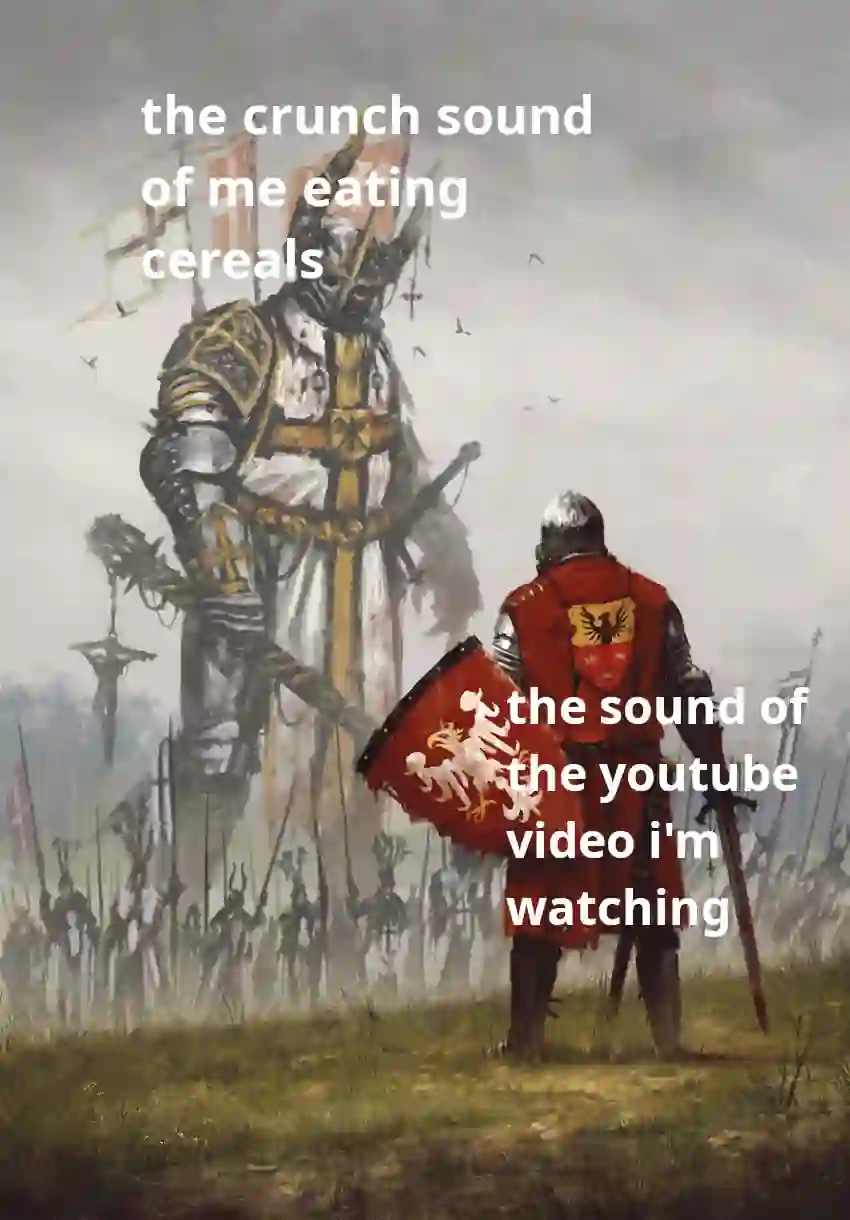 the crunch sound
of me eating
cereals
the sound of
the youtube
video i'm
watching